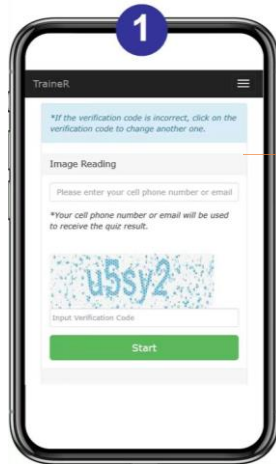 1
TraineR
*If the verification code is incorrect, click on the
verification code to change another one.
Image Reading
Please enter your cell phone number or email
*Your cell phone number or email will be used
to receive the quiz result.
u5sy2
Input Verification Code
Start